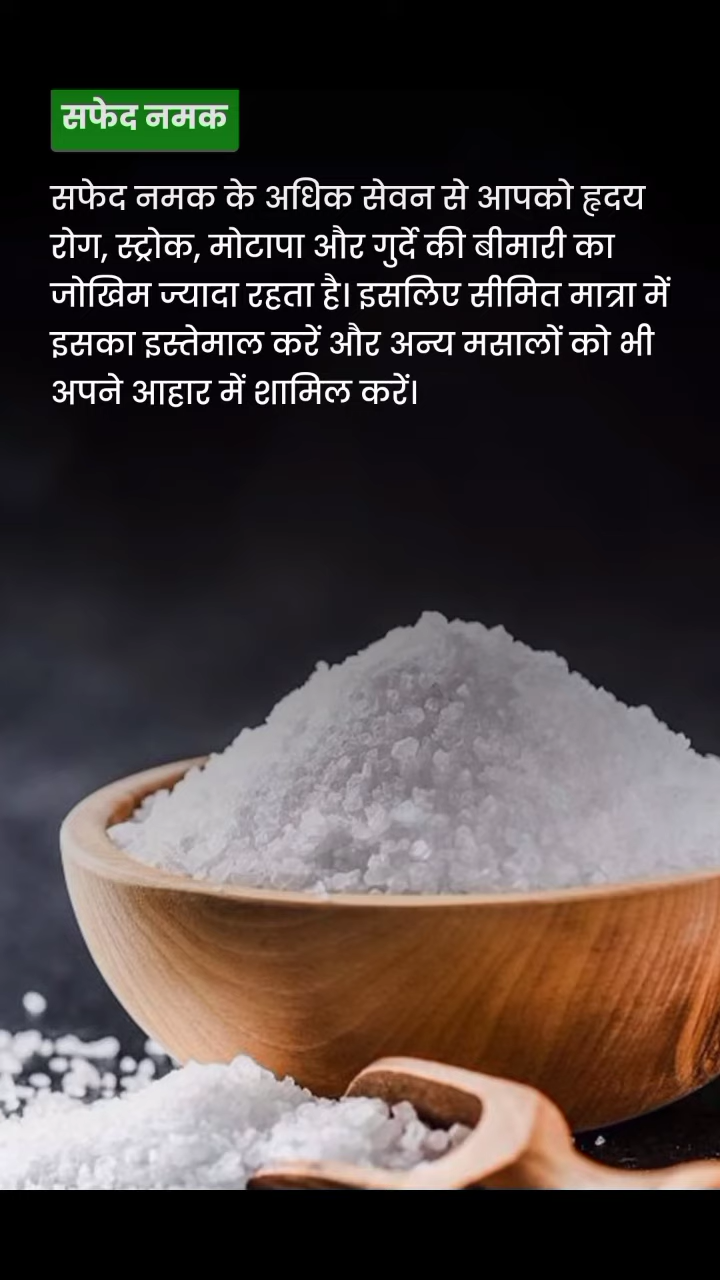 सफेद नमक
सफेद नमक के अधिक सेवन से आपको हृदय
रोग, स्ट्रोक, मोटापा और गुर्दे की बीमारी का
जोखिम ज्यादा रहता है। इसलिए सीमित मात्रा में
इसका इस्तेमाल करें और अन्य मसालों को भी
अपने आहार में शामिल करें।